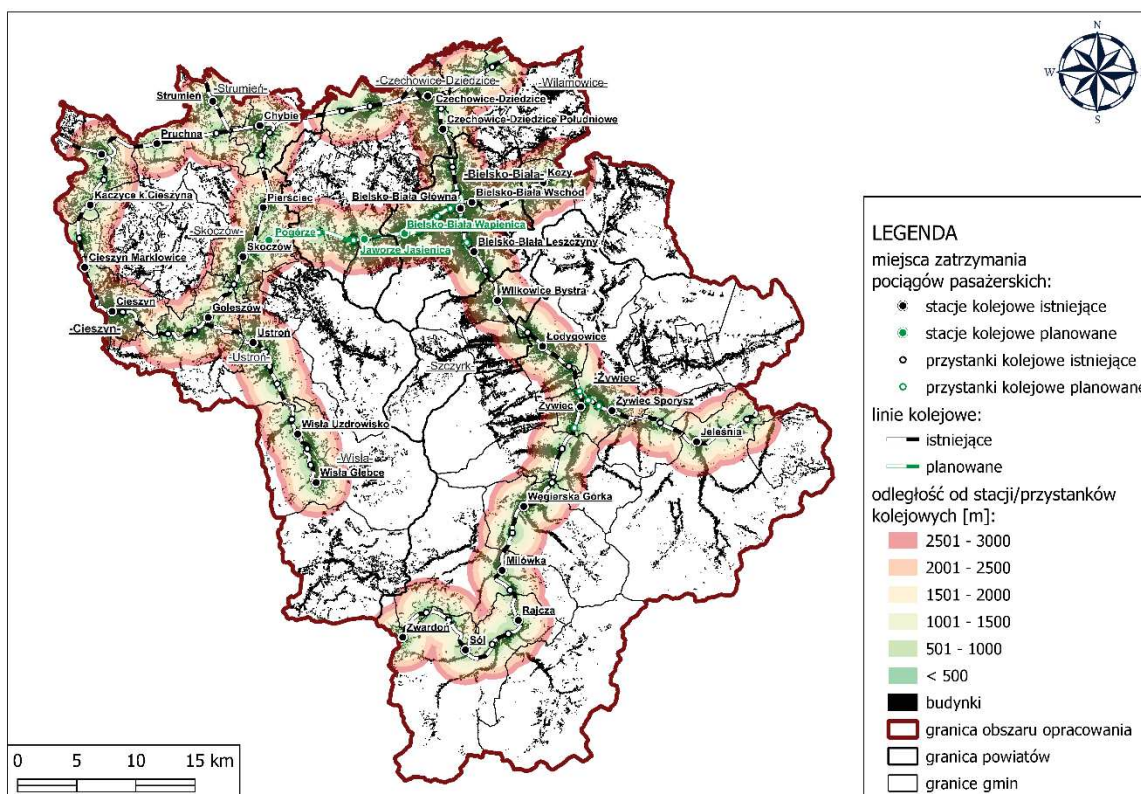 N
W
E
S
-Strumień-
Strumień
-Czechowice-Dziedzice-
-Wilamowice-
Czechowice-Dziedzice
Chybie
Czechowice-Dziedzice Południowe
Pruchna
-Bielsko-Biała-
Kozy
Bielsko-Biała Wschód
Kaczyce k.Cieszyna
Pierściec
Bielsko-Biała Główna
-Skoczów-
Pogórze
Bielsko-Biała Wapienica
Skoczów
Jaworze Jasienica
Bielsko-Biała Leszczyny
Cieszyn Marklowice
Wilkowice Bystra
Cieszyn
Goleszów
-Cieszyn-
Ustroń
Łodygowice
-Ustroń-
-Szczyrk-
-Żywiec-
Żywiec
Żywiec Sporysz
Wisła Uzdrowisko
Jeleśnia
-Wisła-
Wisła Głębce
Węgierska Górka
Milówka
Rajcza
Zwardoń
Sól
0 5 10 15 km
LEGENDA
miejsca zatrzymania
pociągów pasażerskich:
stacje kolejowe istniejące
stacje kolejowe planowane
przystanki kolejowe istniejące
przystanki kolejowe planowane
linie kolejowe:
istniejące
planowane
odległość od stacji/przystanków
kolejowych [m]:
2501 - 3000
2001 - 2500
1501 - 2000
1001 - 1500
501 - 1000
< 500
budynki
granica obszaru opracowania
granica powiatów
granice gmin